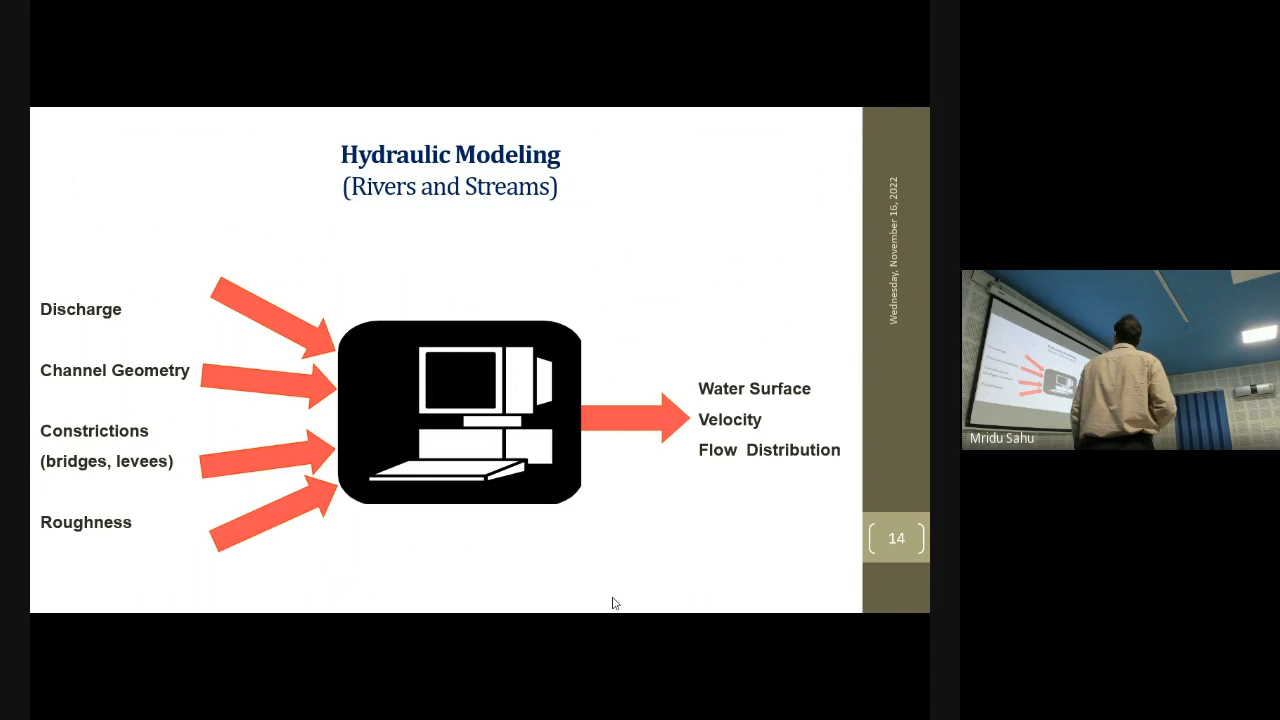 Hydraulic Modeling
(Rivers and Streams)
Wednesday, November 16, 2022
Discharge
Channel Geometry
Constrictions
(bridges, levees)
Roughness
Water Surface
Velocity
Flow Distribution
14
Mridu Sahu